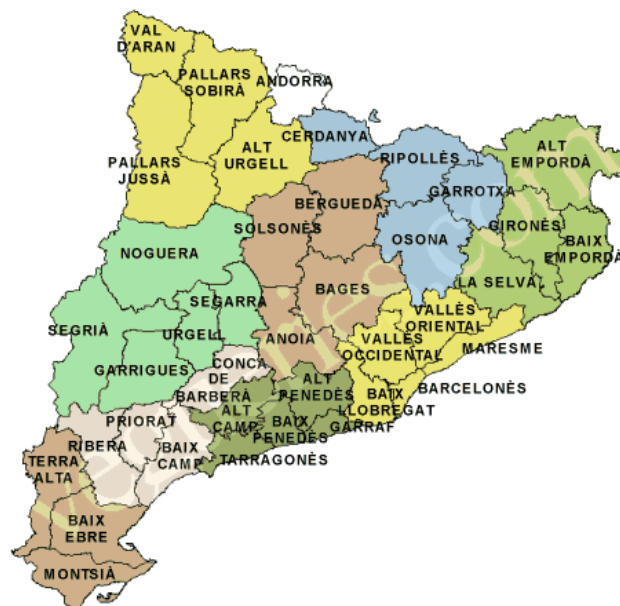 VAL
D'ARAN
PALLARS
SOBIRÀ
ANDORRA
CERDANYA
ALT
URGELL
PALLARS
JUSSÀ
RIPOLLÈS
ALT
EMPORDÀ
GARROTXA
BERGUEDÀ
SOLSONÈS
OSONA
GIRONÈS
BAIX
EMPORDÀ
NOGUERA
LA SELVA
BAGES
SEGARRA
VALLÈS
ORIENTAL
SEGRIÀ
URGELL
ANOIA
VALLÈS
OCCIDENTAL
MARESME
GARRIGUES
CONCA
DE
BARBERÀ
ALT
PENEDÈS
BARCELONÈS
BAIX
LLOBREGAT
PRIORAT
ALT
CAMP
BAIX
PENEDÈS
GARRAF
RIBERA
TERRA
ALTA
BAIX
CAMP
TARRAGONÈS
BAIX
EBRE
MONTSIÀ